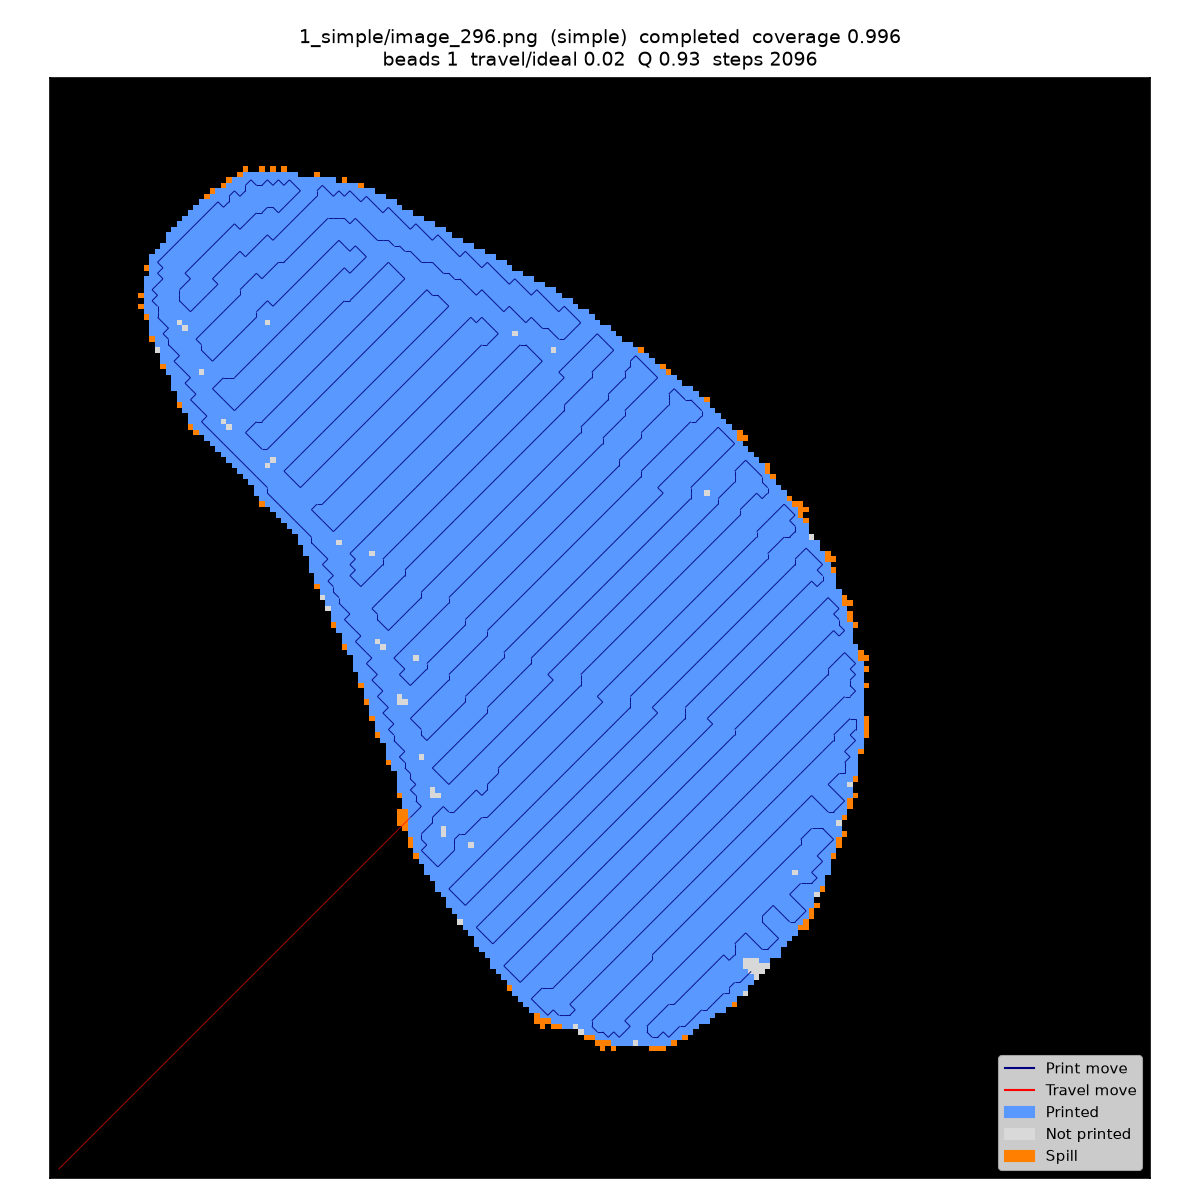 1_simple/image_296.png  (simple)  completed  coverage 0.996
beads 1  travel/ideal 0.02  Q 0.93  steps 2096
Print move
Travel move
Printed
Not printed
Spill